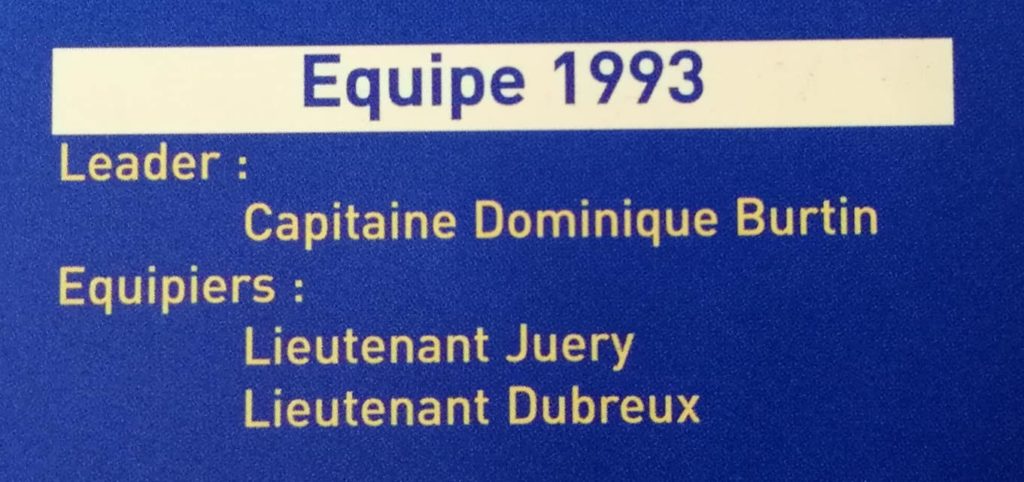 Equipe 1993
Leader :
Capitaine Dominique Burtin
Equipiers :
Lieutenant Juery
Lieutenant Dubreux